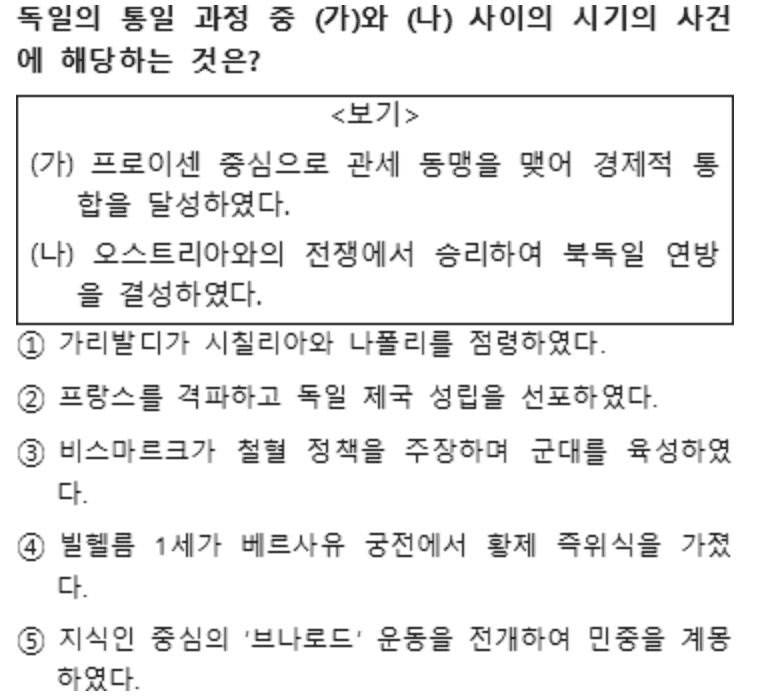 독일의 통일 과정 중 (가)와 (나) 사이의 시기의 사건
에 해당하는 것은?
<보기>
(가) 프로이센 중심으로 관세 동맹을 맺어 경제적 통
합을 달성하였다.
(나) 오스트리아와의 전쟁에서 승리하여 북독일 연방
을 결성하였다.
① 가리발디가 시칠리아와 나폴리를 점령하였다.
② 프랑스를 격파하고 독일 제국 성립을 선포하였다.
③ 비스마르크가 철혈 정책을 주장하며 군대를 육성하였
다.
④ 빌헬름 1세가 베르사유 궁전에서 황제 즉위식을 가졌
다.
⑤ 지식인 중심의 '브나로드' 운동을 전개하여 민중을 계몽
하였다.